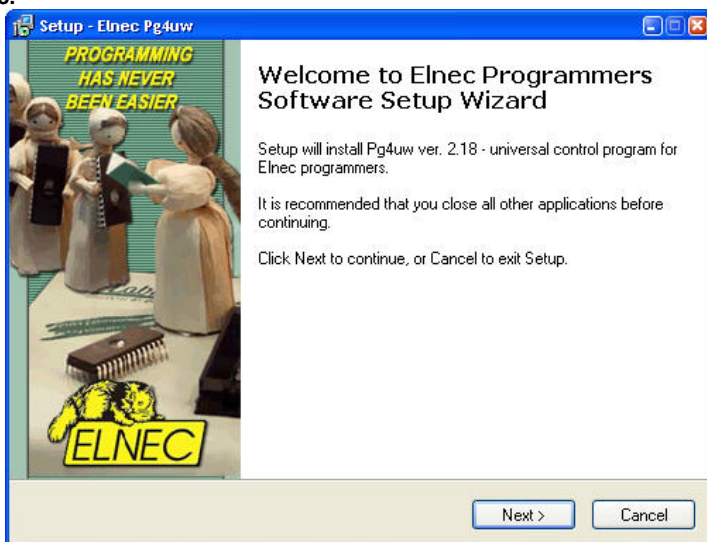 Setup - Elnec Pg4uw
PROGRAMMING
HAS NEVER
BEEN EASIER
Welcome to Elnec Programmers
Software Setup Wizard
Setup will install Pg4uw ver. 2.18 - universal control program for
Elnec programmers.
It is recommended that you close all other applications before
continuing.
Click Next to continue, or Cancel to exit Setup.
ELNEC
Next >
Cancel